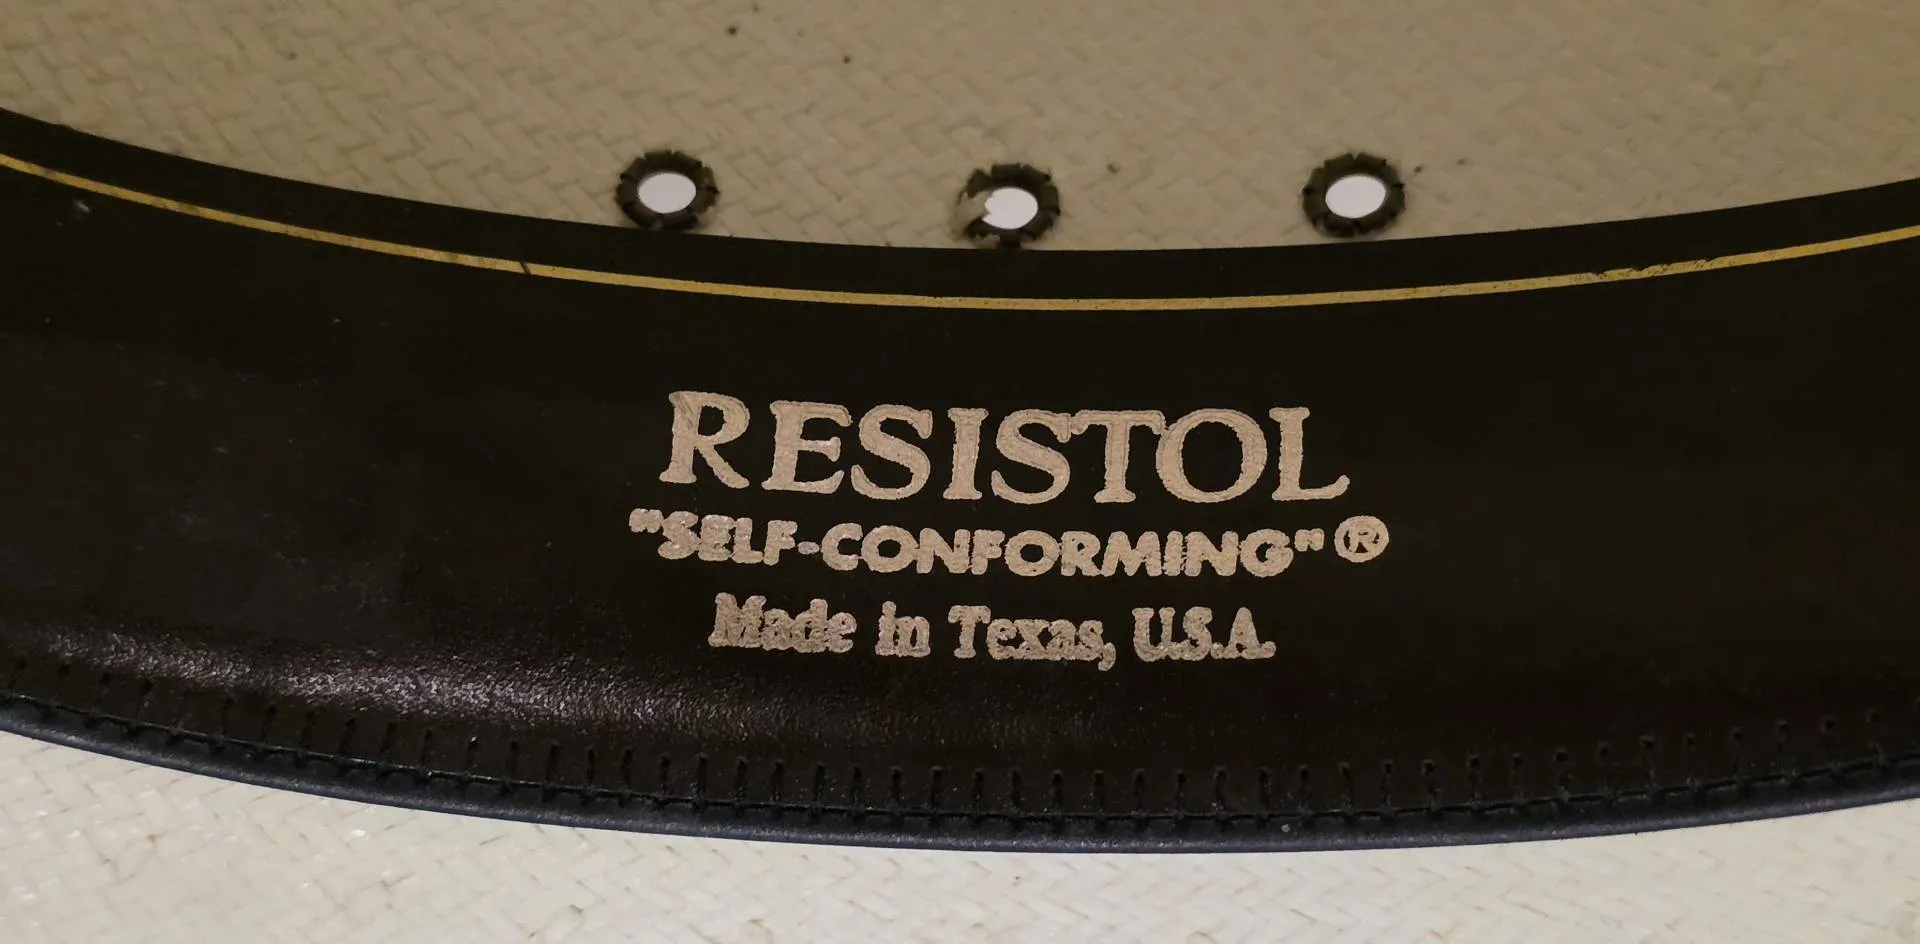 RESISTOL
"SELF-CONFORMING"®
Made in Texas, U.S.A.